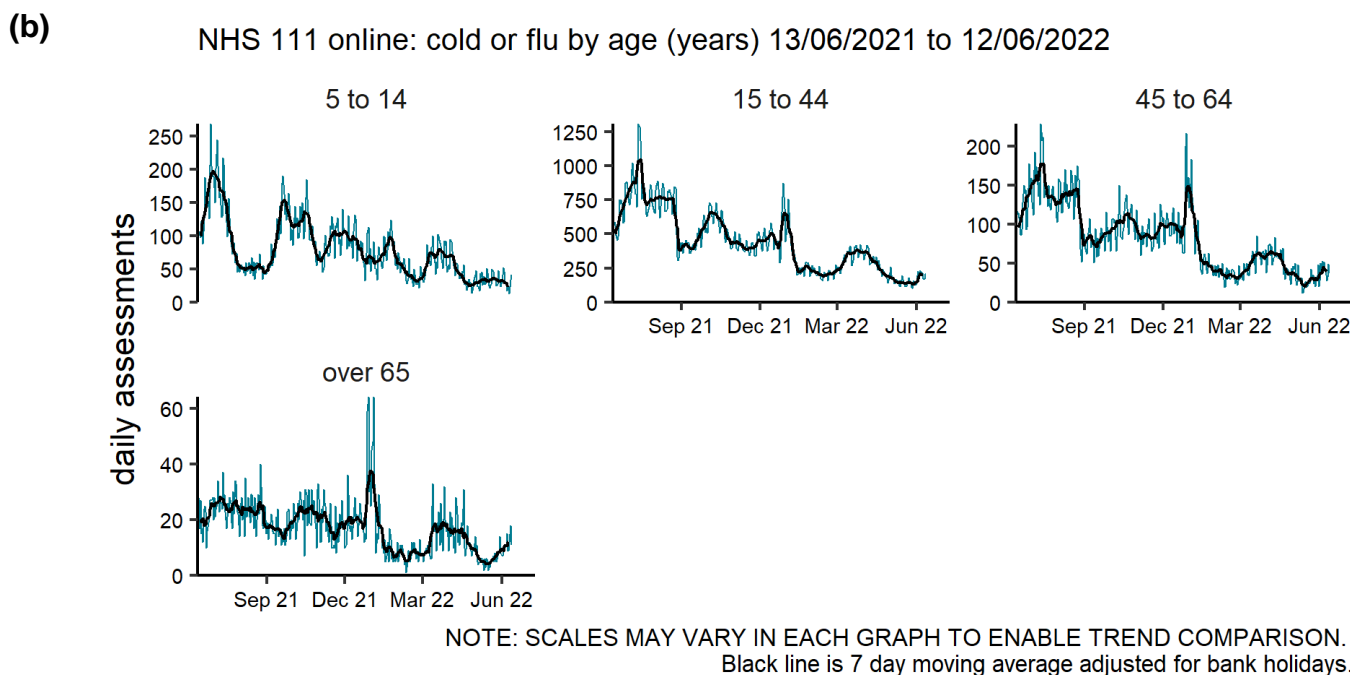 (b)
NHS 111 online: cold or flu by age (years) 13/06/2021 to 12/06/2022
daily assessments
5 to 14
250
200
150
100
50
0
15 to 44
1250
1000
750
500
250
0
Sep 21 Dec 21 Mar 22 Jun 22
45 to 64
200
150
100
50
0
Sep 21 Dec 21 Mar 22 Jun 22
over 65
60
40
20
0
Sep 21 Dec 21 Mar 22 Jun 22
NOTE: SCALES MAY VARY IN EACH GRAPH TO ENABLE TREND COMPARISON.
Black line is 7 day moving average adjusted for bank holidays.